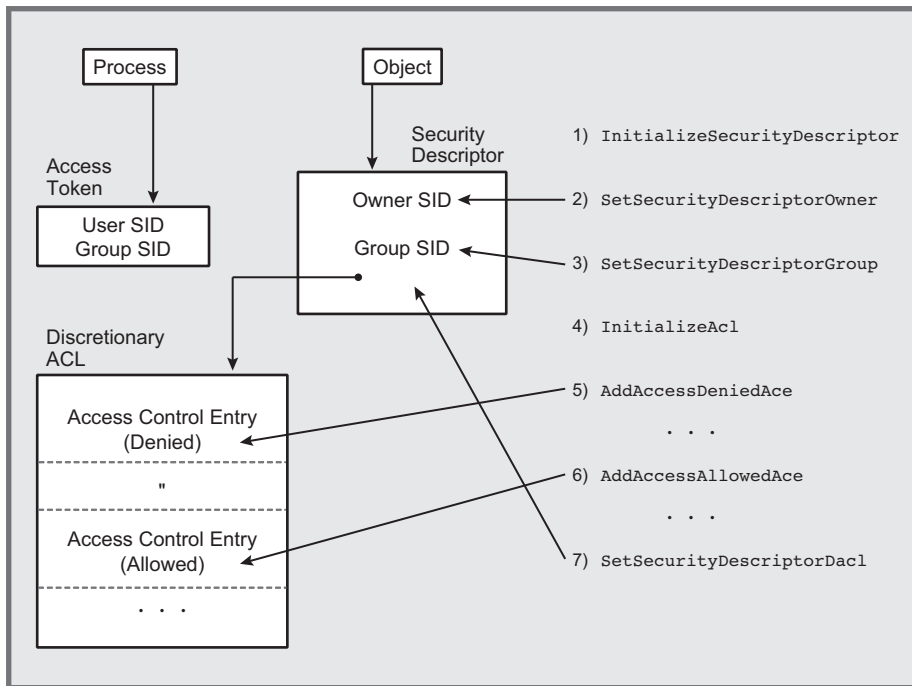 Process
Object
Security
Descriptor
1) InitializeSecurityDescriptor
Access
Token
Owner SID
2) SetSecurityDescriptorOwner
User SID
Group SID
Group SID
3) SetSecurityDescriptorGroup
4) InitializeAcl
Discretionary
ACL
5) AddAccessDeniedAce
Access Control Entry
(Denied)
. . .
"
6) AddAccessAllowedAce
. . .
Access Control Entry
(Allowed)
7) SetSecurityDescriptorDacl
. . .